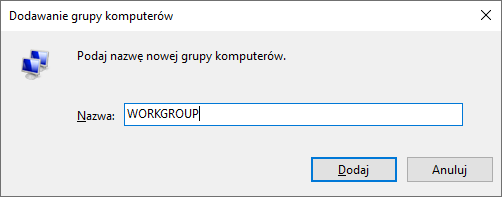 Dodawanie grupy komputerów
Podaj nazwę nowej grupy komputerów.
Nazwa: WORKGROUP
Dodaj Anuluj